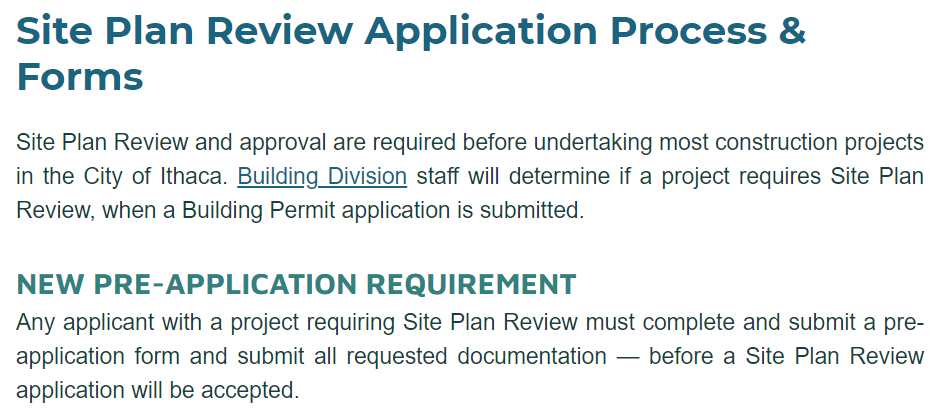 Site Plan Review Application Process &
Forms
Site Plan Review and approval are required before undertaking most construction projects
in the City of Ithaca. Building Division staff will determine if a project requires Site Plan
Review, when a Building Permit application is submitted.
NEW PRE-APPLICATION REQUIREMENT
Any applicant with a project requiring Site Plan Review must complete and submit a pre-
application form and submit all requested documentation — before a Site Plan Review
application will be accepted.